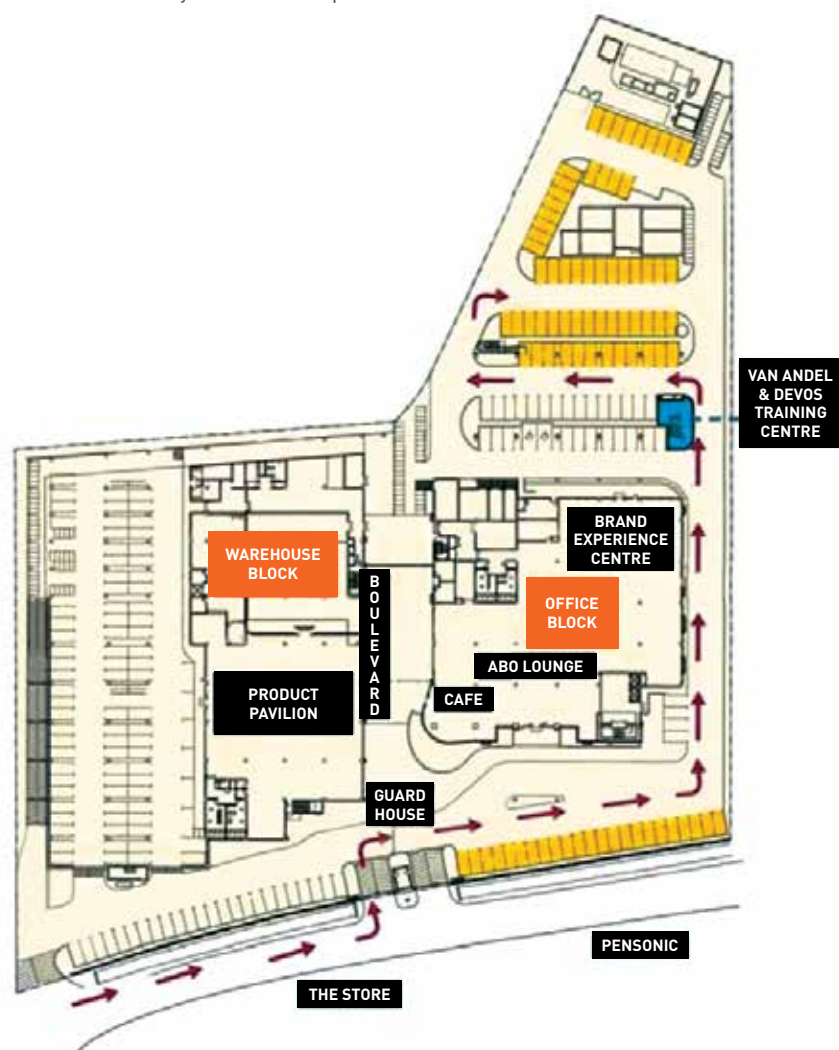 VAN ANDEL
& DEVOS
TRAINING
CENTRE
BRAND
EXPERIENCE
CENTRE
WAREHOUSE
BLOCK
BOULEVARD
OFFICE
BLOCK
ABO LOUNGE
PRODUCT
PAVILION
CAFE
GUARD
HOUSE
PENSONIC
THE STORE